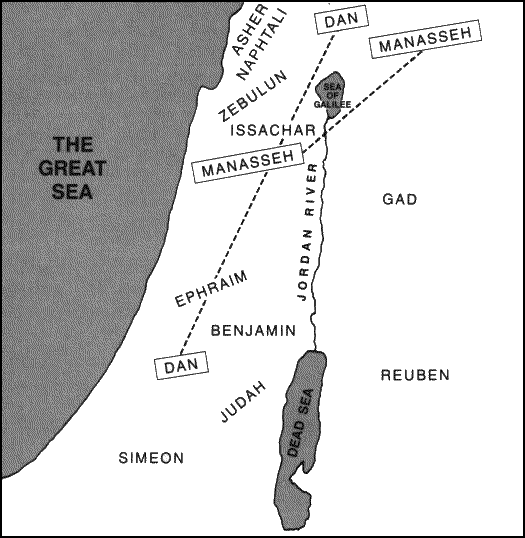 ASHER
NAPHTALI
DAN
MANASSEH
ZEBULUN
SEA
OF
GALILEE
ISSACHAR
THE
GREAT
SEA
MANASSEH
GAD
JORDAN RIVER
EPHRAIM
BENJAMIN
DAN
REUBEN
JUDAH
DEAD SEA
SIMEON